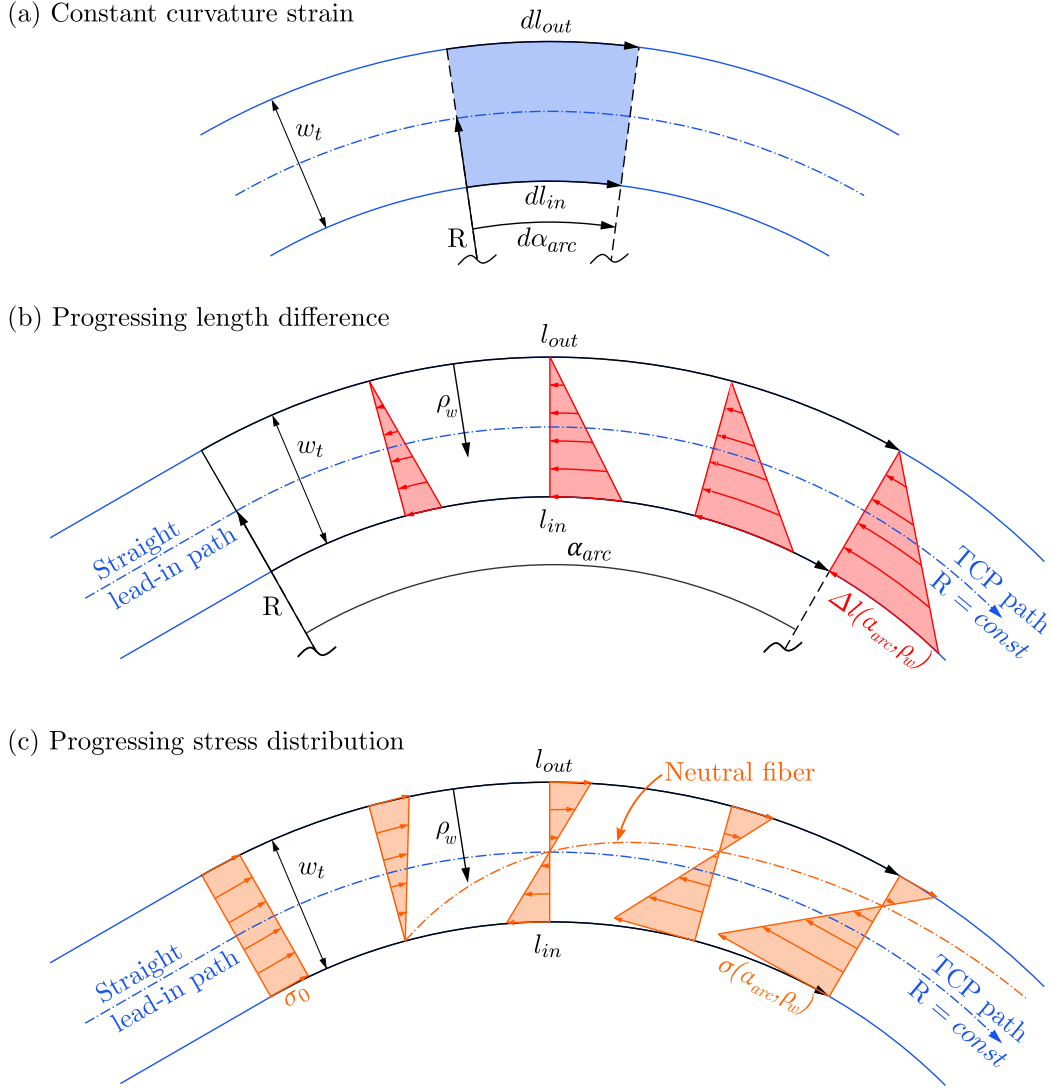 (a) Constant curvature strain
dl_out
w_t
dl_in
R
dα_arc
(b) Progressing length difference
l_out
ρ_w
w_t
l_in
α_arc
Straight
lead-in path
R
TCP path
R = const
Δl(α_arc,ρ_w)
(c) Progressing stress distribution
l_out
Neutral fiber
ρ_w
w_t
l_in
Straight
lead-in path
σ_0
σ(α_arc,ρ_w)
TCP path
R = const